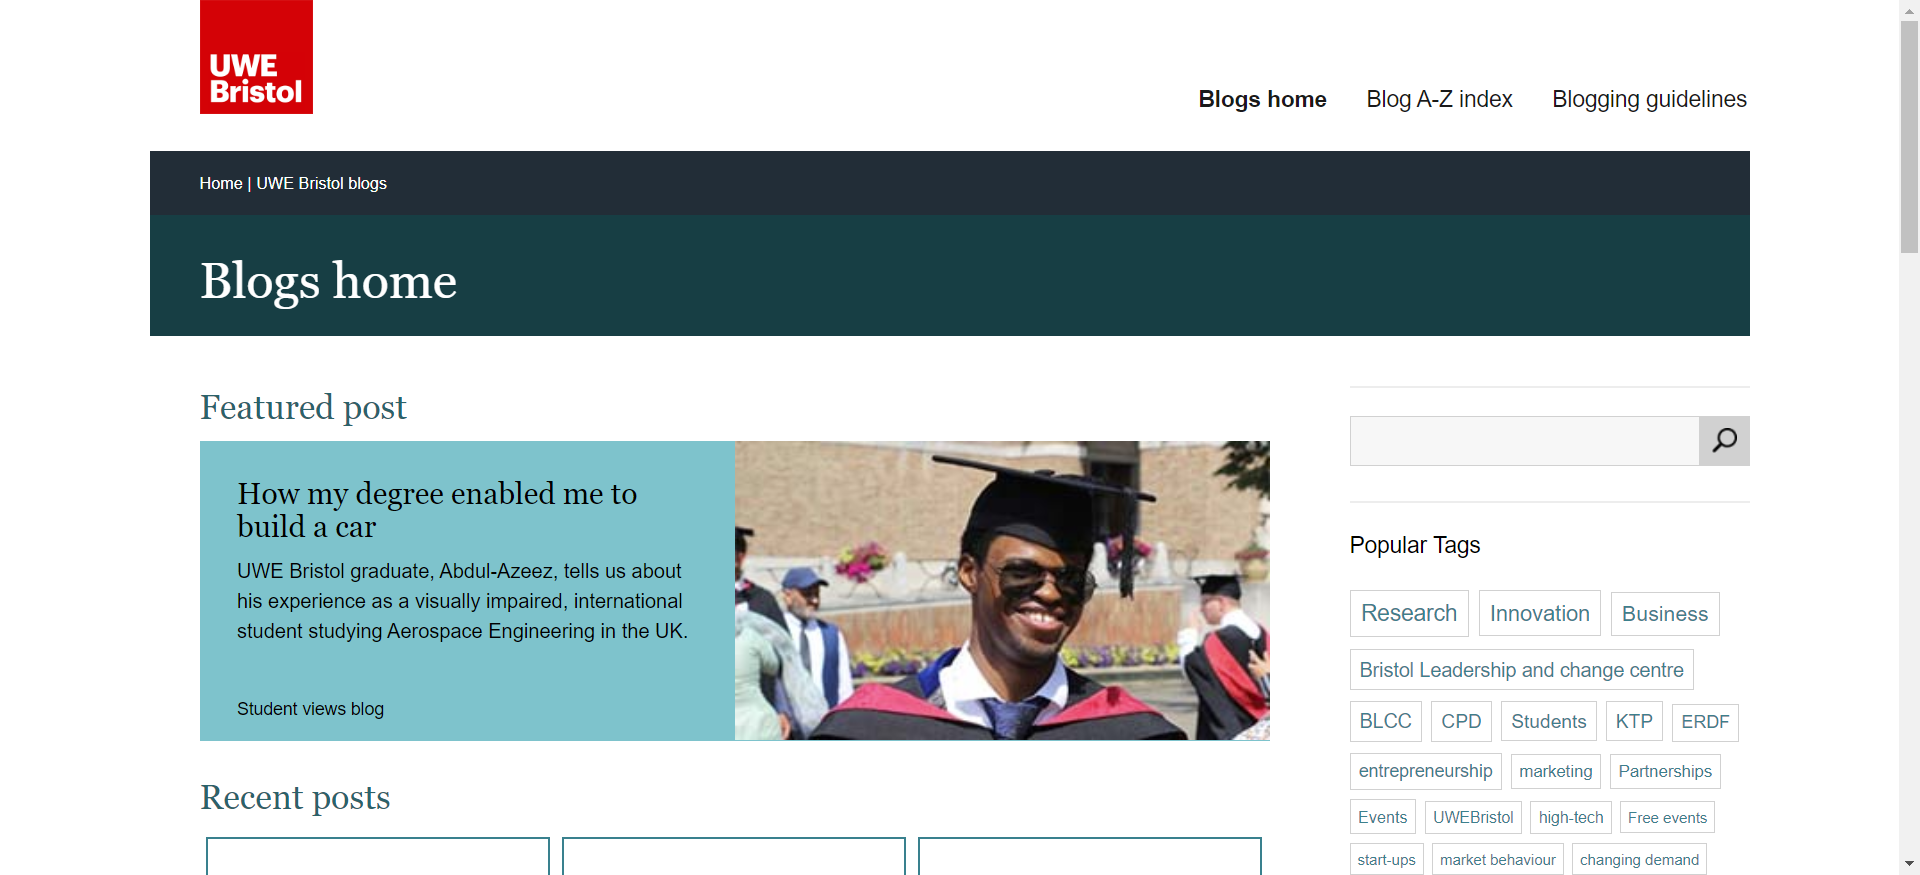 UWE
Bristol
Blogs home
Blog A-Z index
Blogging guidelines
Home | UWE Bristol blogs
Blogs home
Featured post
How my degree enabled me to
build a car
UWE Bristol graduate, Abdul-Azeez, tells us about
his experience as a visually impaired, international
student studying Aerospace Engineering in the UK.
Student views blog
Recent posts
Popular Tags
Research
Innovation
Business
Bristol Leadership and change centre
BLCC
CPD
Students
KTP
ERDF
entrepreneurship
marketing
Partnerships
Events
UWEBristol
high-tech
Free events
start-ups
market behaviour
changing demand